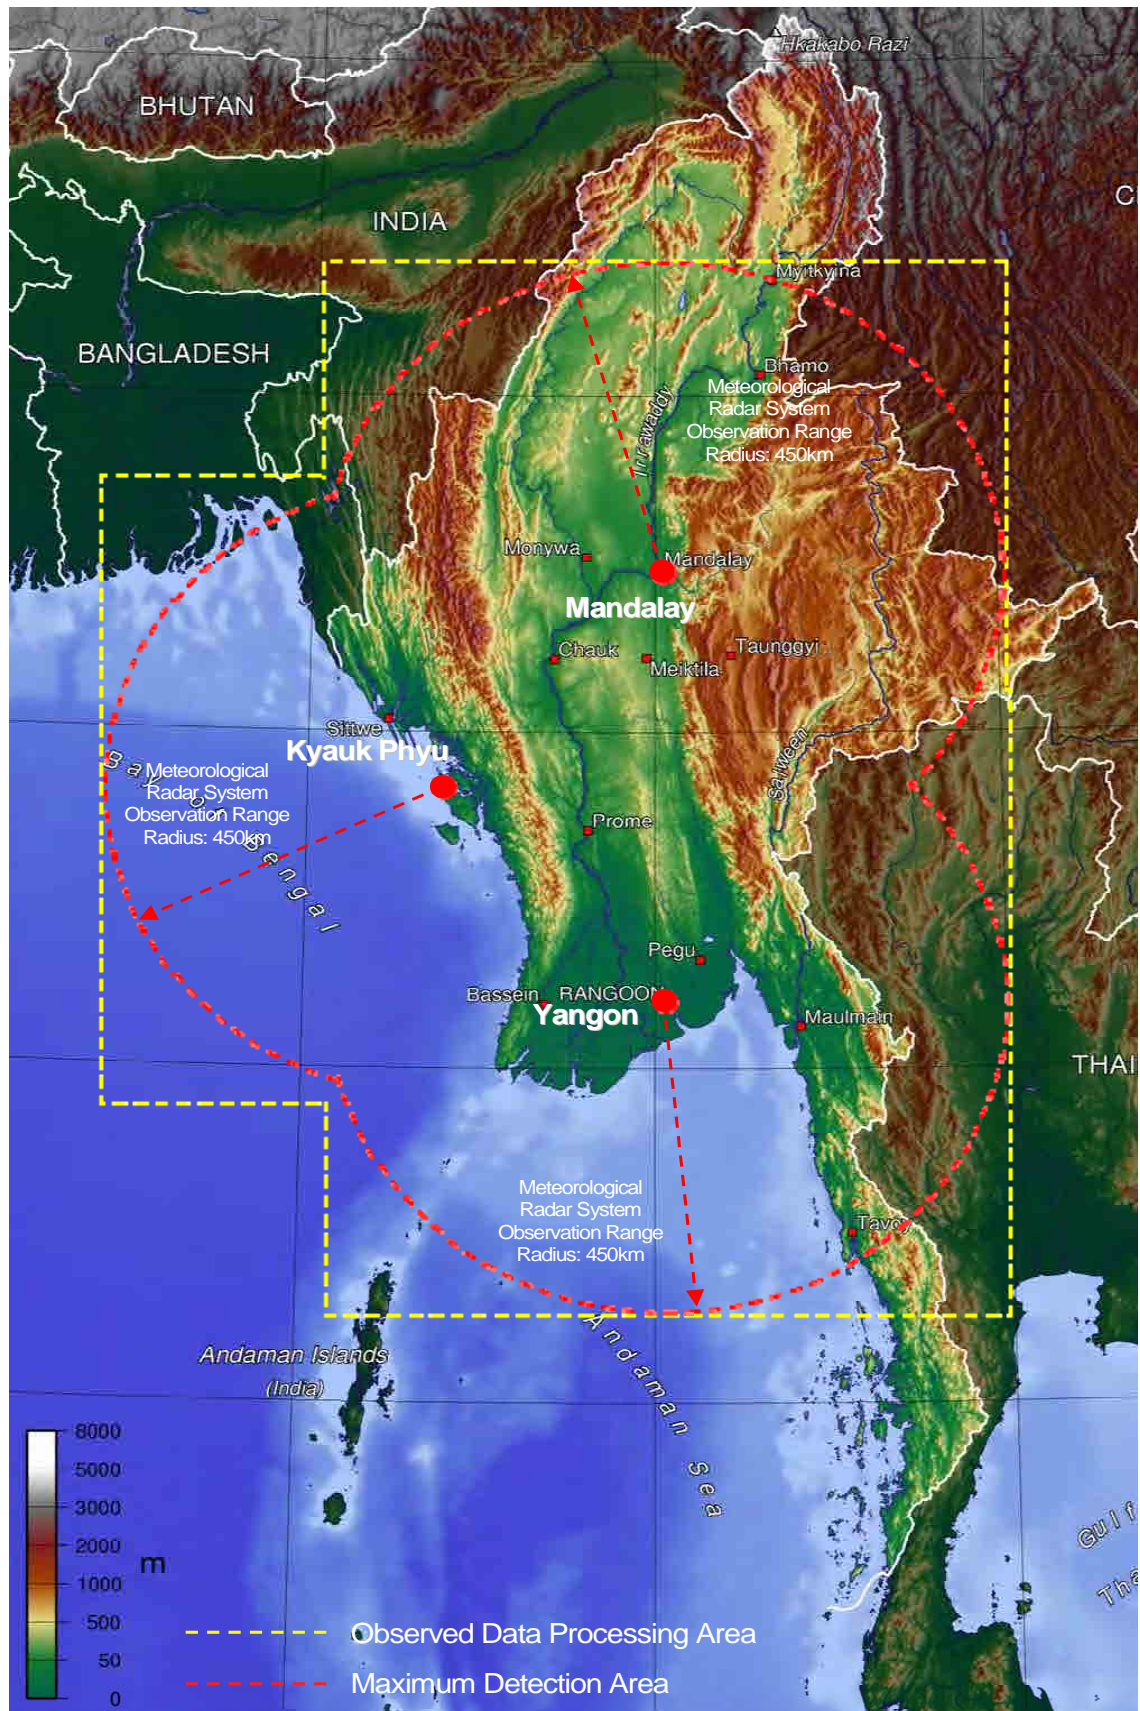 Hkakabo Razi
BHUTAN
INDIA
C
Myitkyina
BANGLADESH
Bhamo
Meteorological
Radar System
Observation Range
Radius: 450km
Irrawaddy
Monywa
Mandalay
Mandalay
Chauk
Meiktila
Taunggyi
Sittwe
Kyauk Phyu
Salween
Bay of Bengal
Meteorological
Radar System
Observation Range
Radius: 450km
Prome
Pegu
Bassein
RANGOON
Yangon
Maulmain
THAI
Meteorological
Radar System
Observation Range
Radius: 450km
Tavoy
Andaman Sea
Andaman Islands
(India)
8000
5000
3000
2000
1000
500
50
0
m
Gulf
Tha
Observed Data Processing Area
Maximum Detection Area